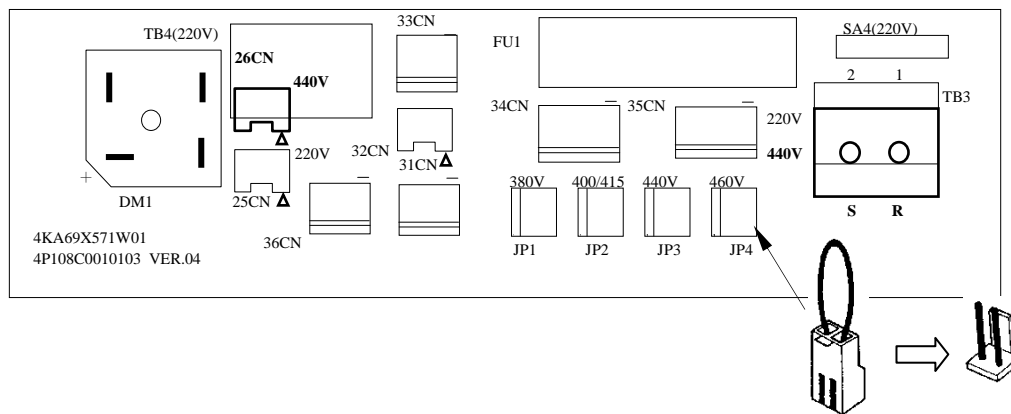 33CN
TB4(220V)
26CN
440V
FU1
SA4(220V)
2 1
TB3
34CN
35CN
220V
440V
32CN
31CN
220V
25CN
+
DM1
36CN
380V 400/415 440V 460V
JP1 JP2 JP3 JP4
S R
4KA69X571W01
4P108C0010103 VER.04